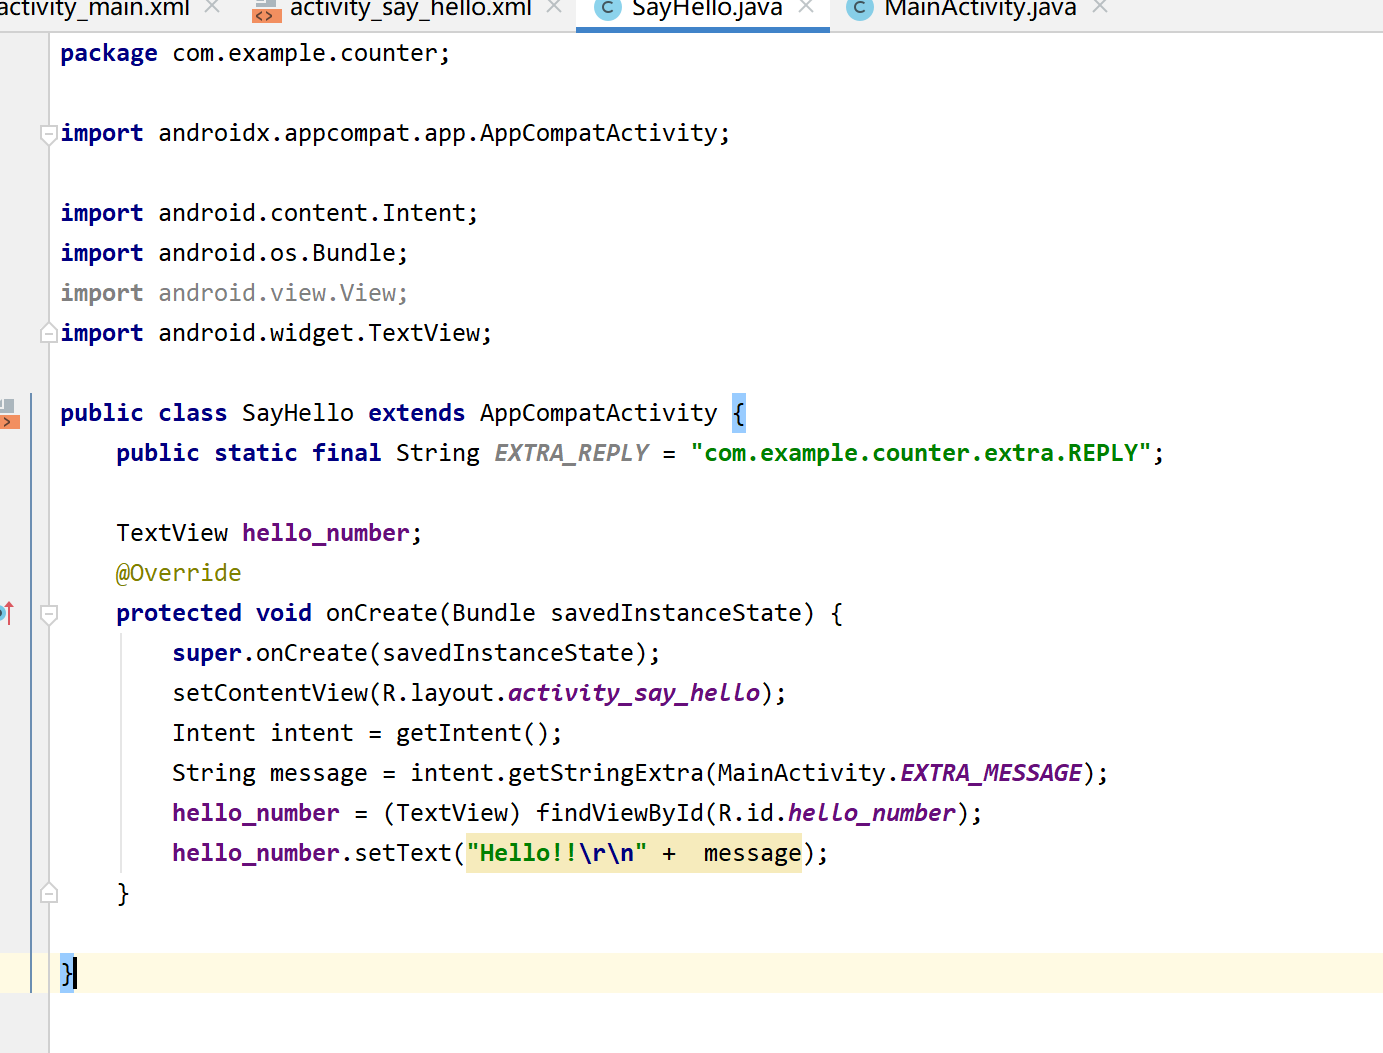 activity_main.xml activity_say_hello.xml C SayHello.java C MainActivity.java
package com.example.counter;
import androidx.appcompat.app.AppCompatActivity;
import android.content.Intent;
import android.os.Bundle;
import android.view.View;
import android.widget.TextView;
public class SayHello extends AppCompatActivity {
public static final String EXTRA_REPLY = "com.example.counter.extra.REPLY";
TextView hello_number;
@Override
protected void onCreate(Bundle savedInstanceState) {
super.onCreate(savedInstanceState);
setContentView(R.layout.activity_say_hello);
Intent intent = getIntent();
String message = intent.getStringExtra(MainActivity.EXTRA_MESSAGE);
hello_number = (TextView) findViewById(R.id.hello_number);
hello_number.setText("Hello!!\r\n" +  message);
}
}